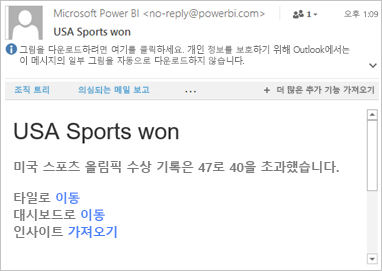 Microsoft Power BI <no-reply@powerbi.com>
1
오후 1:09
USA Sports won
그림을 다운로드하려면 여기를 클릭하세요. 개인 정보를 보호하기 위해 Outlook에서는
이 메시지의 일부 그림을 자동으로 다운로드하지 않습니다.
조직 트리
의심되는 메일 보고
...
+ 더 많은 추가 기능 가져오기
USA Sports won
미국 스포츠 올림픽 수상 기록은 47로 40을 초과했습니다.
타일로 이동
대시보드로 이동
인사이트 가져오기